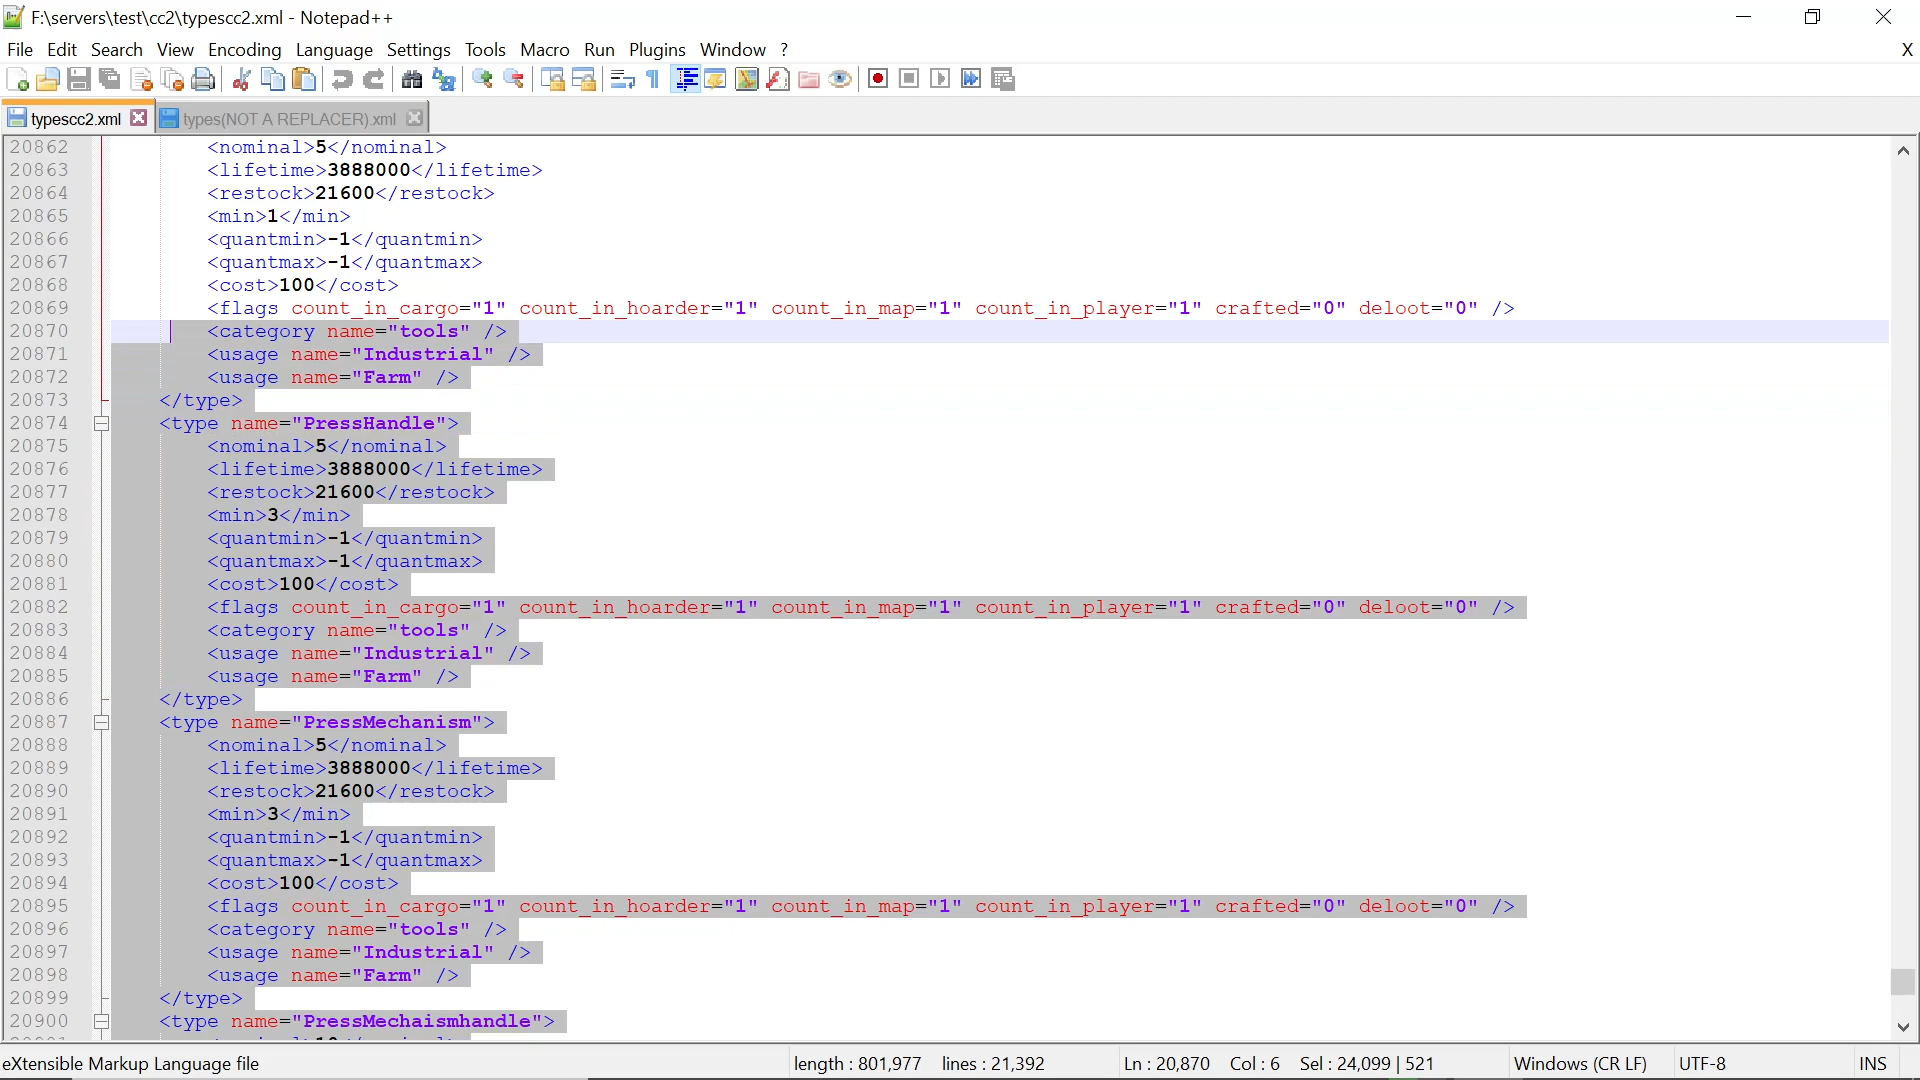 F:\servers\test\cc2\typescc2.xml - Notepad++
File Edit Search View Encoding Language Settings Tools Macro Run Plugins Window ? X
typescc2.xml types(NOT A REPLACER).xml
20862 <nominal>5</nominal>
20863 <lifetime>3888000</lifetime>
20864 <restock>21600</restock>
20865 <min>1</min>
20866 <quantmin>-1</quantmin>
20867 <quantmax>-1</quantmax>
20868 <cost>100</cost>
20869 <flags count_in_cargo="1" count_in_hoarder="1" count_in_map="1" count_in_player="1" crafted="0" deloot="0" />
20870 <category name="tools" />
20871 <usage name="Industrial" />
20872 <usage name="Farm" />
20873 </type>
20874 <type name="PressHandle">
20875 <nominal>5</nominal>
20876 <lifetime>3888000</lifetime>
20877 <restock>21600</restock>
20878 <min>3</min>
20879 <quantmin>-1</quantmin>
20880 <quantmax>-1</quantmax>
20881 <cost>100</cost>
20882 <flags count_in_cargo="1" count_in_hoarder="1" count_in_map="1" count_in_player="1" crafted="0" deloot="0" />
20883 <category name="tools" />
20884 <usage name="Industrial" />
20885 <usage name="Farm" />
20886 </type>
20887 <type name="PressMechanism">
20888 <nominal>5</nominal>
20889 <lifetime>3888000</lifetime>
20890 <restock>21600</restock>
20891 <min>3</min>
20892 <quantmin>-1</quantmin>
20893 <quantmax>-1</quantmax>
20894 <cost>100</cost>
20895 <flags count_in_cargo="1" count_in_hoarder="1" count_in_map="1" count_in_player="1" crafted="0" deloot="0" />
20896 <category name="tools" />
20897 <usage name="Industrial" />
20898 <usage name="Farm" />
20899 </type>
20900 <type name="PressMechaismhandle">
eXtensible Markup Language file length : 801,977 lines : 21,392 Ln : 20,870 Col : 6 Sel : 24,099 | 521 Windows (CR LF) UTF-8 INS